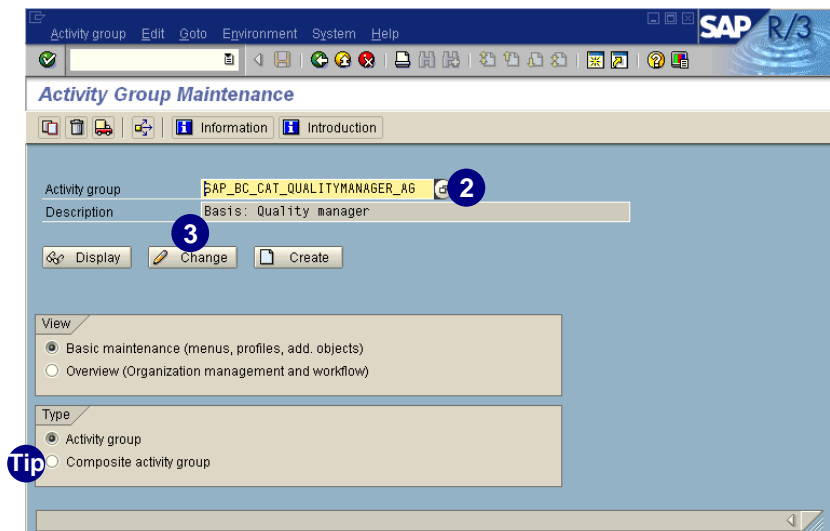 Activity group Edit Goto Environment System Help
SAP R/3
Activity Group Maintenance
Information Introduction
Activity group SAP_BC_CAT_QUALITYMANAGER_AG 2
Description Basis: Quality manager
3
Display Change Create
View
Basic maintenance (menus, profiles, add. objects)
Overview (Organization management and workflow)
Type
Activity group
Tip Composite activity group